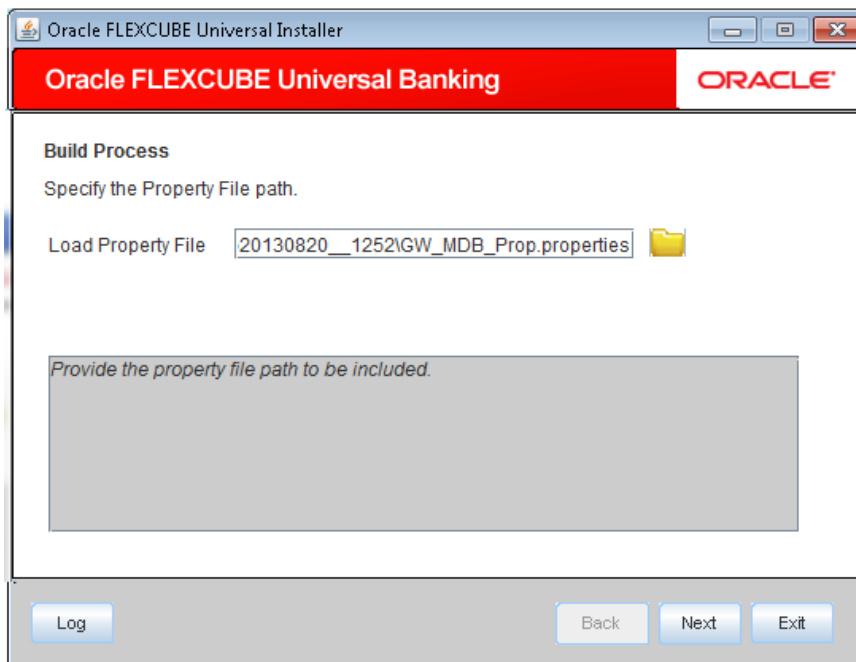 Oracle FLEXCUBE Universal Installer
Oracle FLEXCUBE Universal Banking
ORACLE
Build Process
Specify the Property File path.
Load Property File 20130820__1252\GW_MDB_Prop.properties
Provide the property file path to be included.
Log Back Next Exit